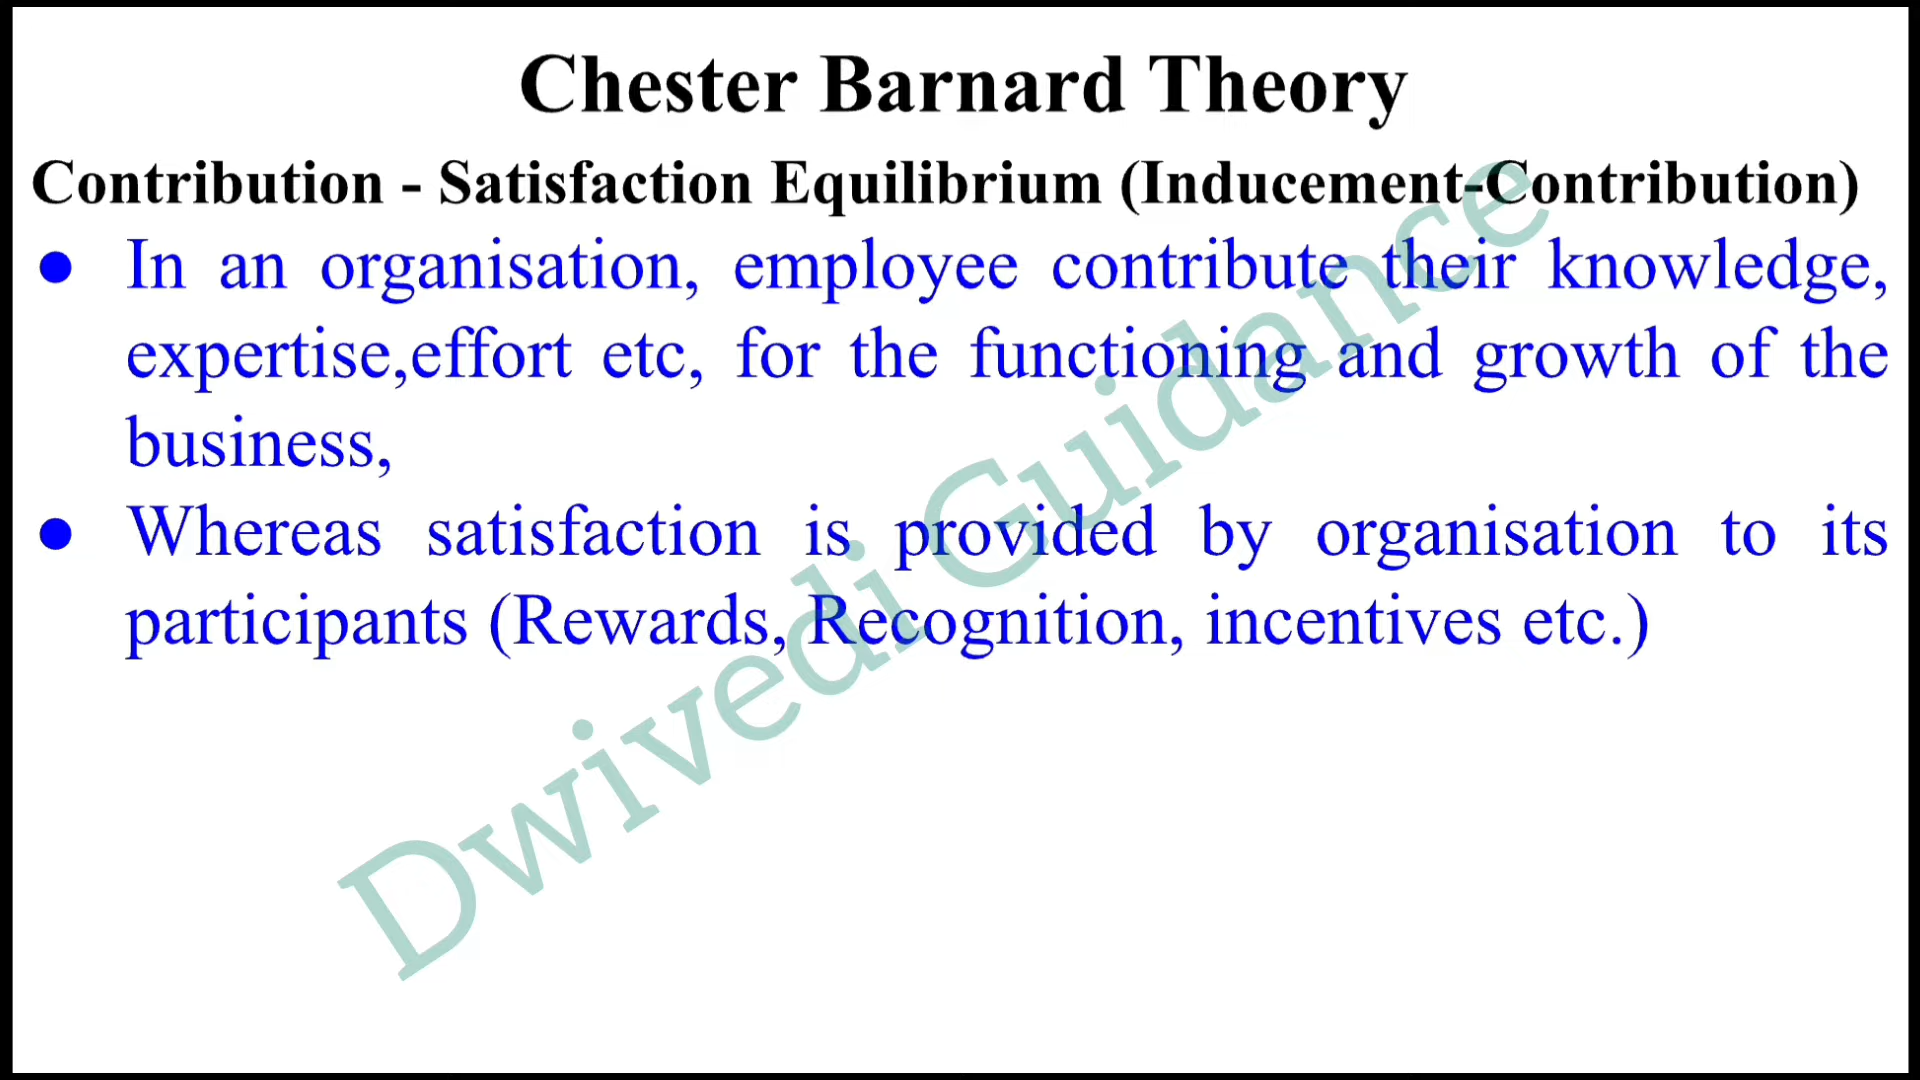 Chester Barnard Theory
Contribution - Satisfaction Equilibrium (Inducement-Contribution)
● In an organisation, employee contribute their knowledge,
expertise,effort etc, for the functioning and growth of the
business,
● Whereas satisfaction is provided by organisation to its
participants (Rewards, Recognition, incentives etc.)
Dwivedi Guidance